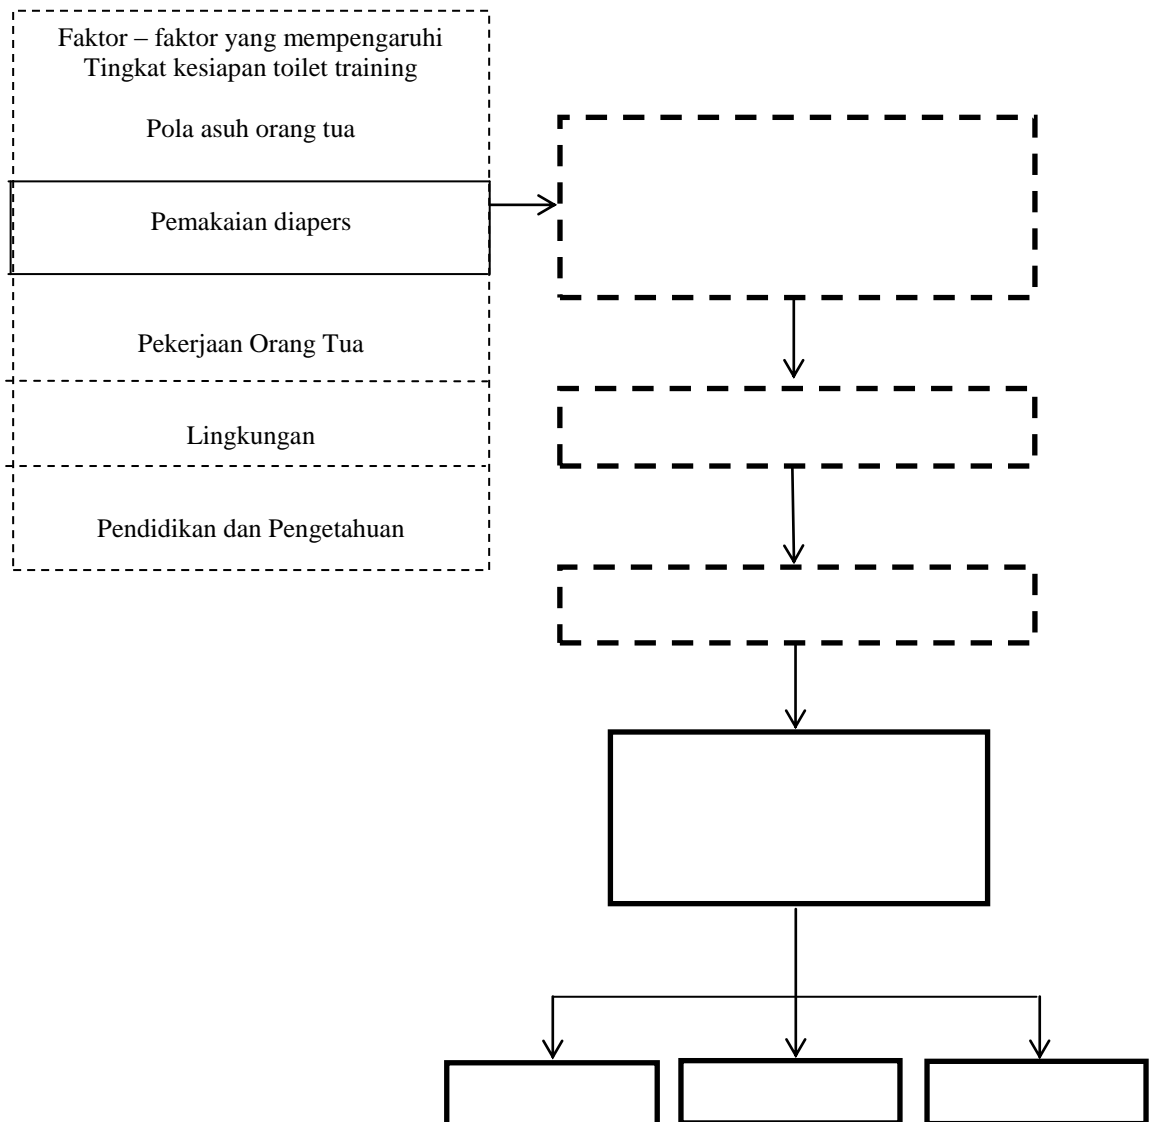 Faktor – faktor yang mempengaruhi
Tingkat kesiapan toilet training
Pola asuh orang tua
Pemakaian diapers
Pekerjaan Orang Tua
Lingkungan
Pendidikan dan Pengetahuan